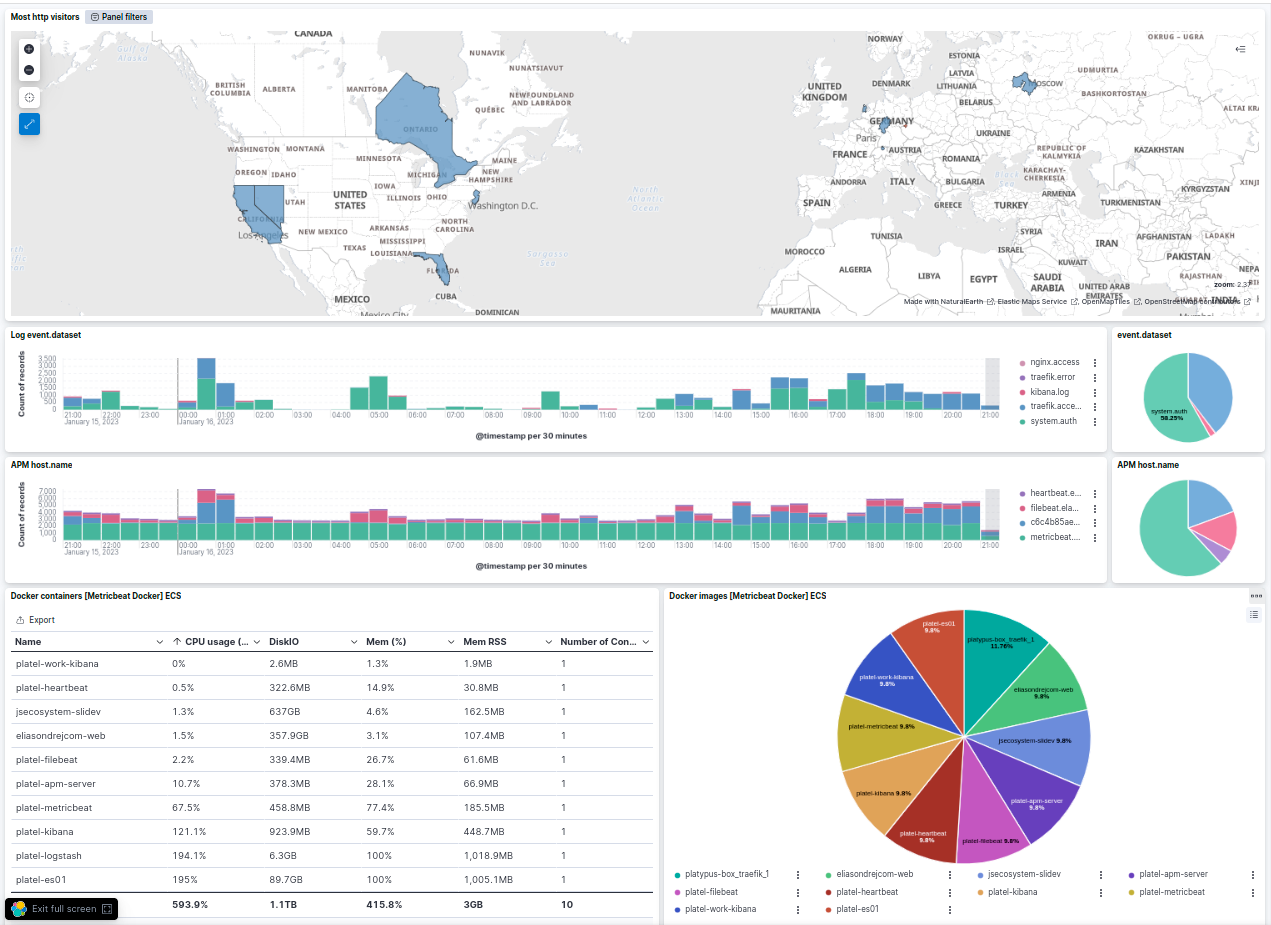 Most http visitors Panel filters
CANADA
Gulf of Alaska
BRITISH COLUMBIA
ALBERTA
MANITOBA
NUNAVIK
NUNATSIAVUT
NEWFOUNDLAND AND LABRADOR
QUÉBEC
ONTARIO
WASHINGTON
MONTANA
MINNESOTA
MAINE
OREGON
IDAHO
MICHIGAN
NEW HAMPSHIRE
IOWA
UNITED STATES
ILLINOIS
OHIO
UTAH
CALIFORNIA
Washington D.C.
Los Angeles
NEW MEXICO
ARKANSAS
NORTH CAROLINA
MISSISSIPPI
TEXAS
LOUISIANA
FLORIDA
MEXICO
CUBA
Mexico City
DOMINICAN
North Atlantic Ocean
Sargasso Sea
NORWAY
OKRUG - UGRA
ESTONIA
LATVIA
UDMURTIA
UNITED KINGDOM
DENMARK
LITHUANIA
Moscow
BASHKORTOSTAN
BELARUS
ALTAI KRA
GERMANY
Paris
UKRAINE
FRANCE
AUSTRIA
ROMANIA
REPUBLIC OF KALMYKIA
KAZAKHSTAN
KARACHAY-CHERKESIA
Black Sea
ANDORRA
ITALY
BULGARIA
ARMENIA
KYRGYZSTAN
XINJI
SPAIN
GREECE
TURKEY
TURKMENISTAN
TUNISIA
SYRIA
IRAN
AFGHANISTAN
LADAKH
MOROCCO
ISRAEL
KUWAIT
PAKISTAN
ALGERIA
LIBYA
EGYPT
SAUDI ARABIA
UNITED ARAB EMIRATES
RAJASTHAN
NEPA
GUJARAT
INDIA
MAURITANIA
Mumbai
zoom: 2.37
Made with NaturalEarth , Elastic Maps Service , OpenMapTiles , OpenStreetMap contributors
Log event.dataset
Count of records
3,500
3,000
2,500
2,000
1,500
1,000
500
0
21:00 22:00 23:00 00:00 01:00 02:00 03:00 04:00 05:00 06:00 07:00 08:00 09:00 10:00 11:00 12:00 13:00 14:00 15:00 16:00 17:00 18:00 19:00 20:00 21:00
January 15, 2023 January 16, 2023
@timestamp per 30 minutes
nginx.access
traefik.error
kibana.log
traefik.acce...
system.auth
event.dataset
system.auth
58.25%
APM host.name
Count of records
7,000
6,000
5,000
4,000
3,000
2,000
1,000
0
21:00 22:00 23:00 00:00 01:00 02:00 03:00 04:00 05:00 06:00 07:00 08:00 09:00 10:00 11:00 12:00 13:00 14:00 15:00 16:00 17:00 18:00 19:00 20:00 21:00
January 15, 2023 January 16, 2023
@timestamp per 30 minutes
heartbeat.e...
filebeat.ela...
c6c4b85ae...
metricbeat....
APM host.name
Docker containers [Metricbeat Docker] ECS
Export
Name CPU usage (... DiskIO Mem (%) Mem RSS Number of Con...
platel-work-kibana 0% 2.6MB 1.3% 1.9MB 1
platel-heartbeat 0.5% 322.6MB 14.9% 30.8MB 1
jsecosystem-slidev 1.3% 637GB 4.6% 162.5MB 1
eliasondrejcom-web 1.5% 357.9GB 3.1% 107.4MB 1
platel-filebeat 2.2% 339.4MB 26.7% 61.6MB 1
platel-apm-server 10.7% 378.3MB 28.1% 66.9MB 1
platel-metricbeat 67.5% 458.8MB 77.4% 185.5MB 1
platel-kibana 121.1% 923.9MB 59.7% 448.7MB 1
platel-logstash 194.1% 6.3GB 100% 1,018.9MB 1
platel-es01 195% 89.7GB 100% 1,005.1MB 1
593.9% 1.1TB 415.8% 3GB 10
Exit full screen
Docker images [Metricbeat Docker] ECS
platel-es01
9.8%
platypus-box_traefik_1
11.76%
platel-work-kibana
9.8%
eliasondrejcom-web
9.8%
platel-metricbeat 9.8%
jsecosystem-slidev 9.8%
platel-kibana 9.8%
platel-apm-server
9.8%
platel-heartbeat
9.8%
platel-filebeat 9.8%
platypus-box_traefik_1 eliasondrejcom-web jsecosystem-slidev platel-apm-server
platel-filebeat platel-heartbeat platel-kibana platel-metricbeat
platel-work-kibana platel-es01